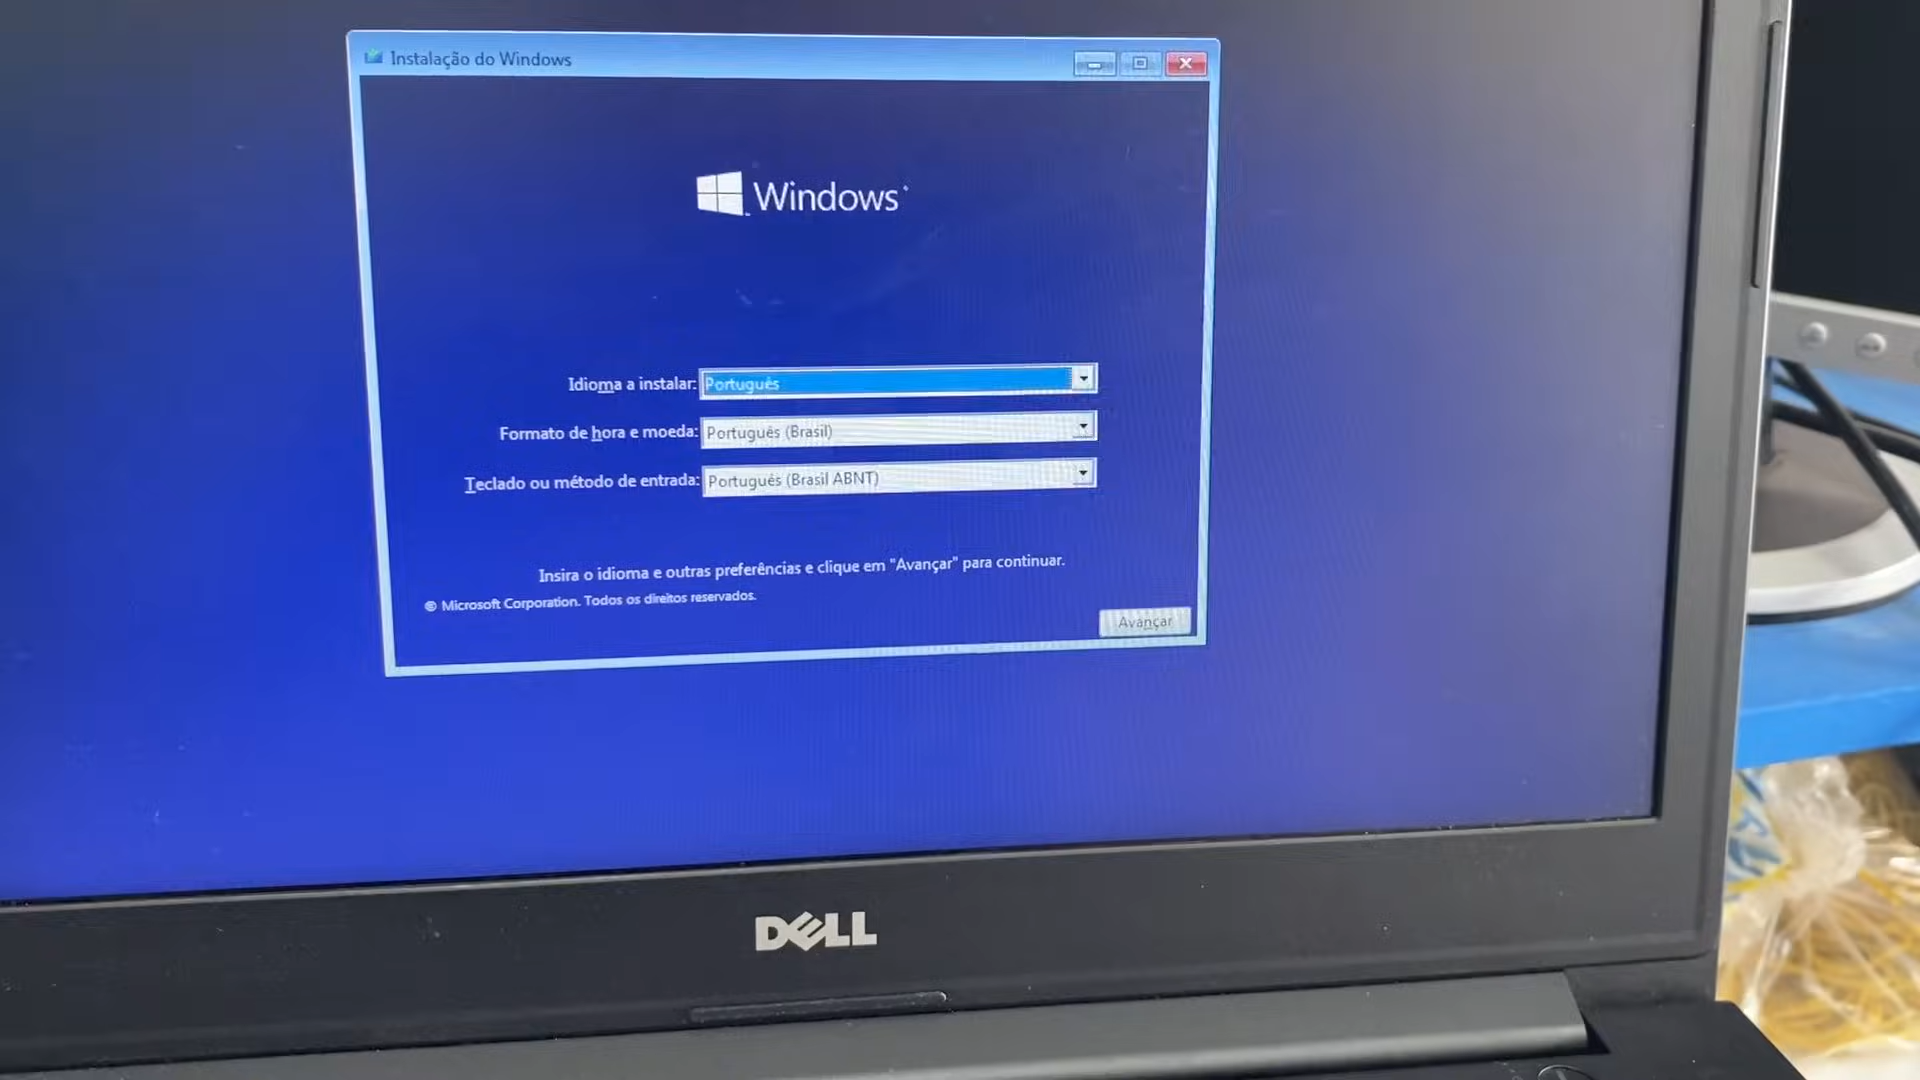 Instalação do Windows
Windows
Idioma a instalar: Português
Formato de hora e moeda: Português (Brasil)
Teclado ou método de entrada: Português (Brasil ABNT)
Insira o idioma e outras preferências e clique em "Avançar" para continuar.
© Microsoft Corporation. Todos os direitos reservados.
Avançar
DELL